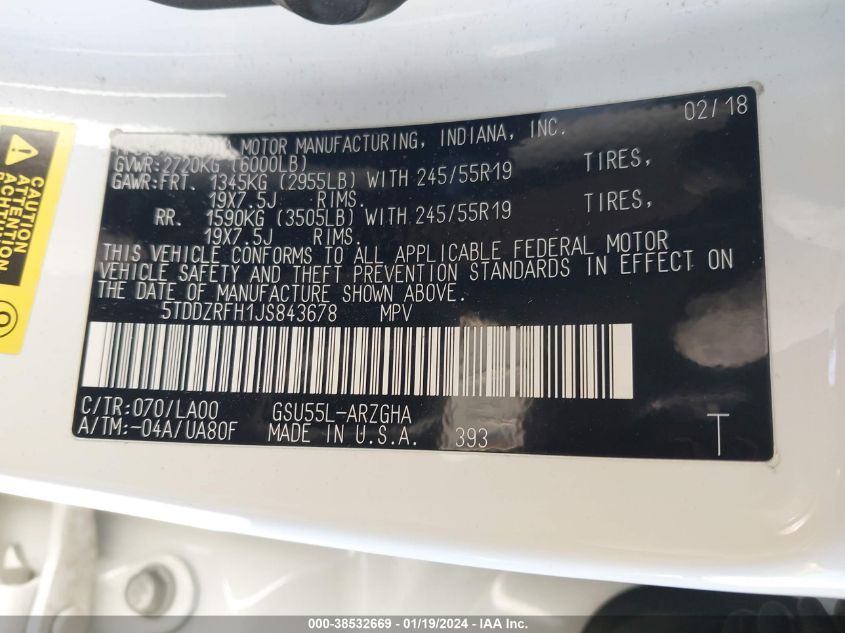 MOTOR MANUFACTURING, INDIANA, INC. 02/18
GVWR:2720KG (6000LB)
GAWR:FRT. 1345KG (2955LB) WITH 245/55R19 TIRES,
19X7.5J RIMS.
RR. 1590KG (3505LB) WITH 245/55R19 TIRES,
19X7.5J RIMS.
THIS VEHICLE CONFORMS TO ALL APPLICABLE FEDERAL MOTOR
VEHICLE SAFETY AND THEFT PREVENTION STANDARDS IN EFFECT ON
THE DATE OF MANUFACTURE SHOWN ABOVE.
5TDDZRFH1JS843678 MPV
C/TR:070/LA00 GSU55L-ARZGHA
A/TM:-04A/UA80F MADE IN U.S.A. 393 T
CAUTION
ATTENTION
ACHTUNG
000-38532669 - 01/19/2024 - IAA Inc.